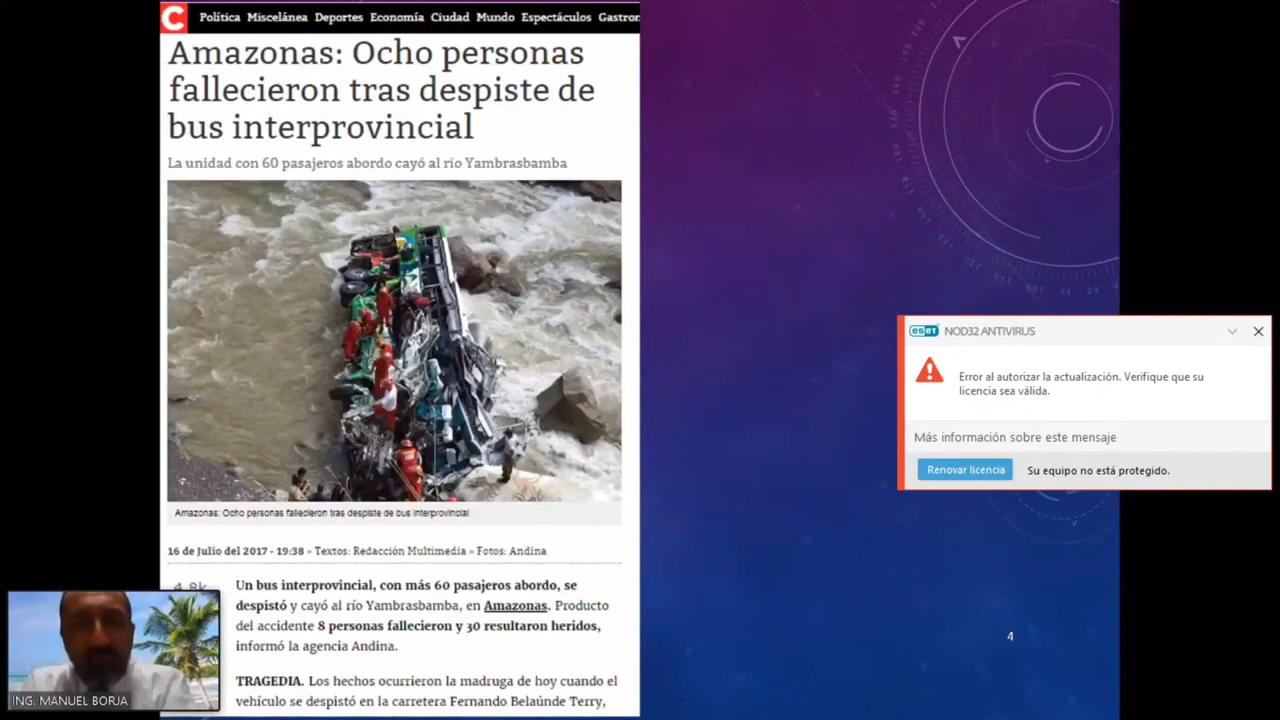 C
Política Miscelánea Deportes Economía Ciudad Mundo Espectáculos Gastron
Amazonas: Ocho personas
fallecieron tras despiste de
bus interprovincial
La unidad con 60 pasajeros abordo cayó al río Yambrasbamba
Amazonas: Ocho personas fallecieron tras despiste de bus interprovincial
16 de Julio del 2017 - 19:38 » Textos: Redacción Multimedia » Fotos: Andina
4.8k
Un bus interprovincial, con más 60 pasajeros abordo, se
despistó y cayó al río Yambrasbamba, en Amazonas. Producto
del accidente 8 personas fallecieron y 30 resultaron heridos,
informó la agencia Andina.
TRAGEDIA. Los hechos ocurrieron la madruga de hoy cuando el
vehículo se despistó en la carretera Fernando Belaúnde Terry,
eseT NOD32 ANTIVIRUS
Error al autorizar la actualización. Verifique que su
licencia sea válida.
Más información sobre este mensaje
Renovar licencia Su equipo no está protegido.
4
ING. MANUEL BORJA